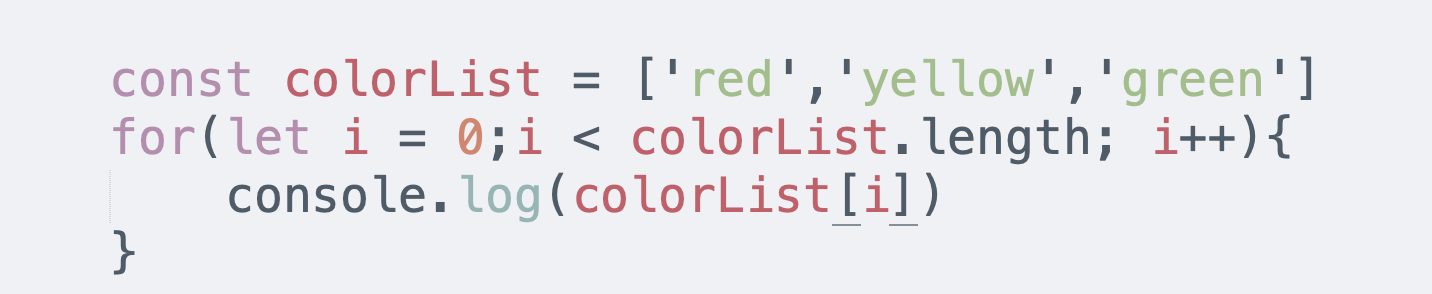 const colorList = ['red','yellow','green']
for(let i = 0;i < colorList.length; i++){
    console.log(colorList[i])
}